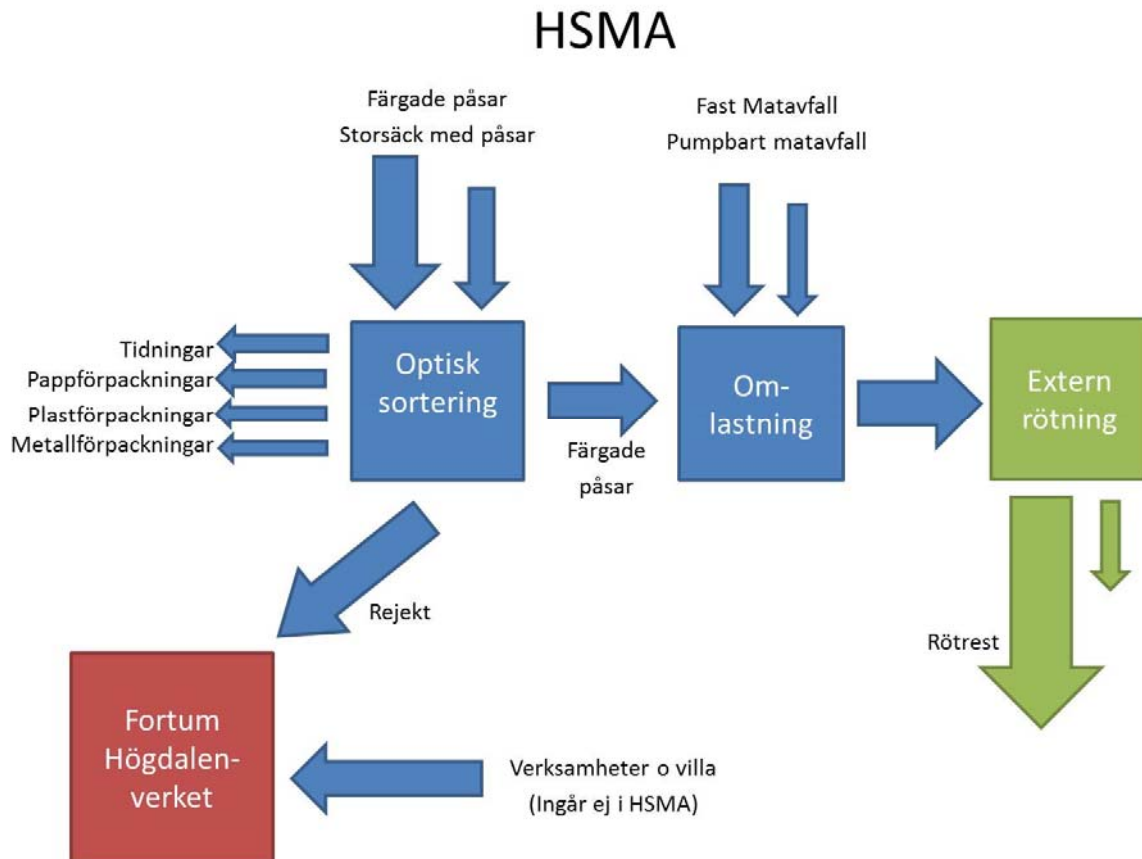 HSMA
Färgade påsar
Storsäck med påsar
Fast Matavfall
Pumpbart matavfall
Tidningar
Pappförpackningar
Plastförpackningar
Metallförpackningar
Optisk
sortering
Färgade
påsar
Om-
lastning
Extern
rötning
Rejekt
Rötrest
Fortum
Högdalen-
verket
Verksamheter o villa
(Ingår ej i HSMA)